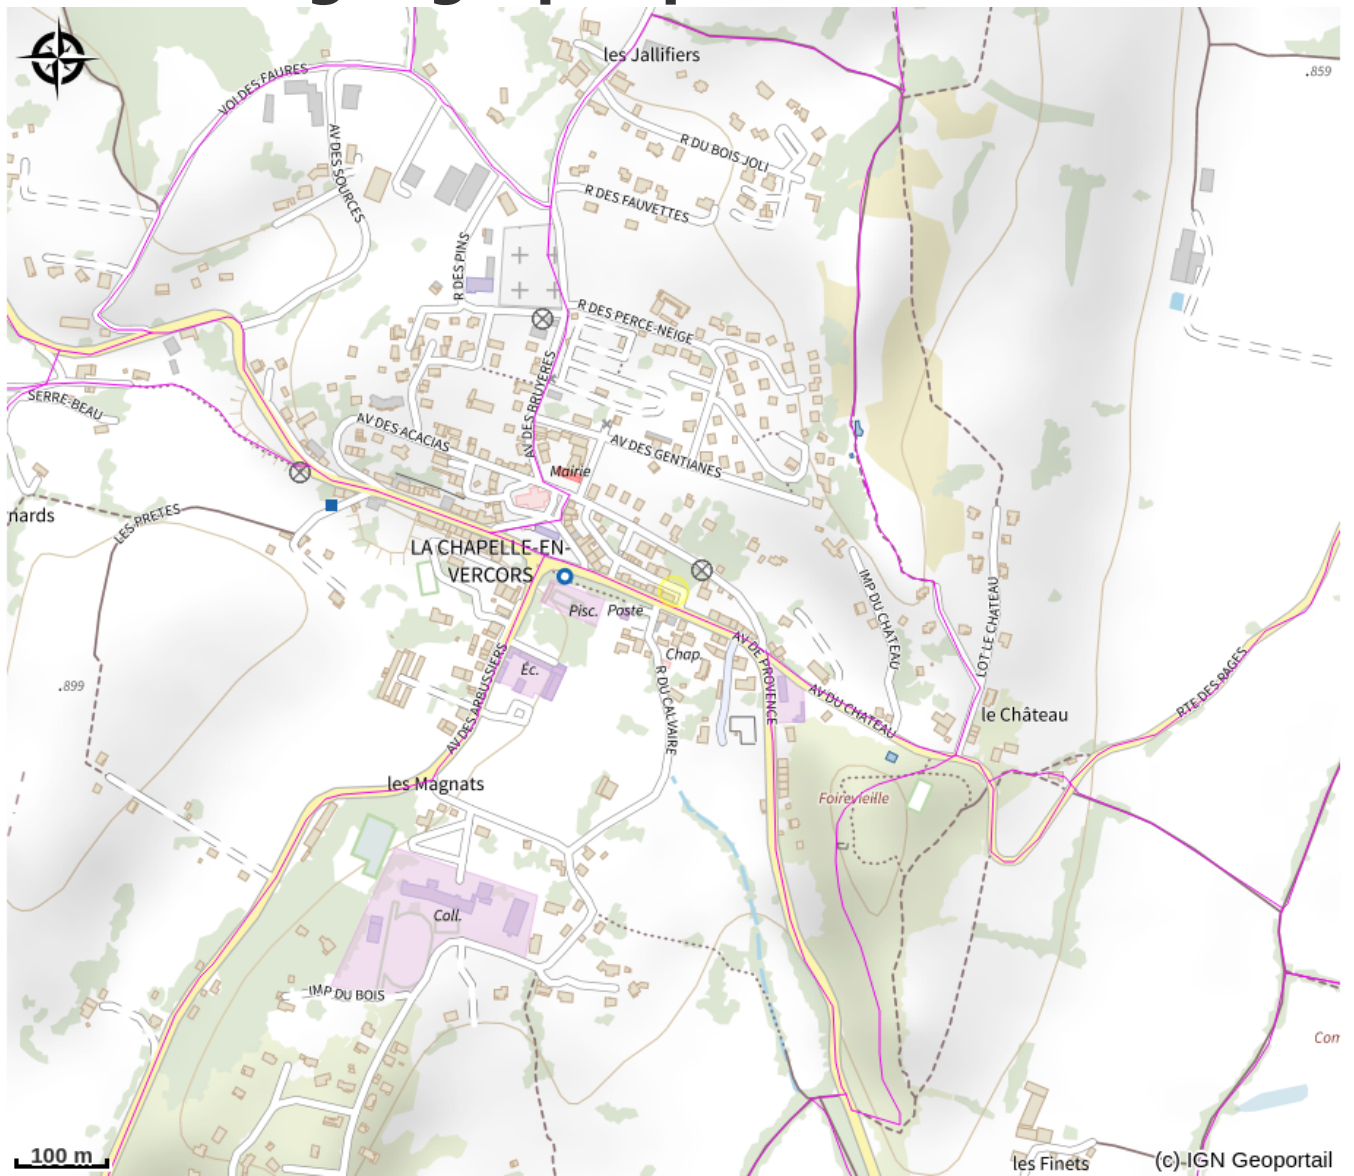 les Jallifiers
.859
VOI DES FAURES
R DU BOIS JOLI
AV DES SOURCES
R DES FAUVETTES
R DES PINS
R DES PERCE-NEIGE
AV DES BRUYERES
SERRE-BEAU
AV DES ACACIAS
AV DES GENTIANES
Mairie
nards
LES PRETES
LA CHAPELLE-EN-
VERCORS
IMP DU CHATEAU
LOT LE CHATEAU
Pisc.
Poste
AV DE PROVENCE
Chap.
Éc.
.899
AV DES ARBUSSIERS
R DU CALVAIRE
AV DU CHATEAU
RTE DES RAGES
le Château
les Magnats
Foirevieille
Coll.
IMP DU BOIS
Com
100 m
les Finets
(c) IGN Geoportail